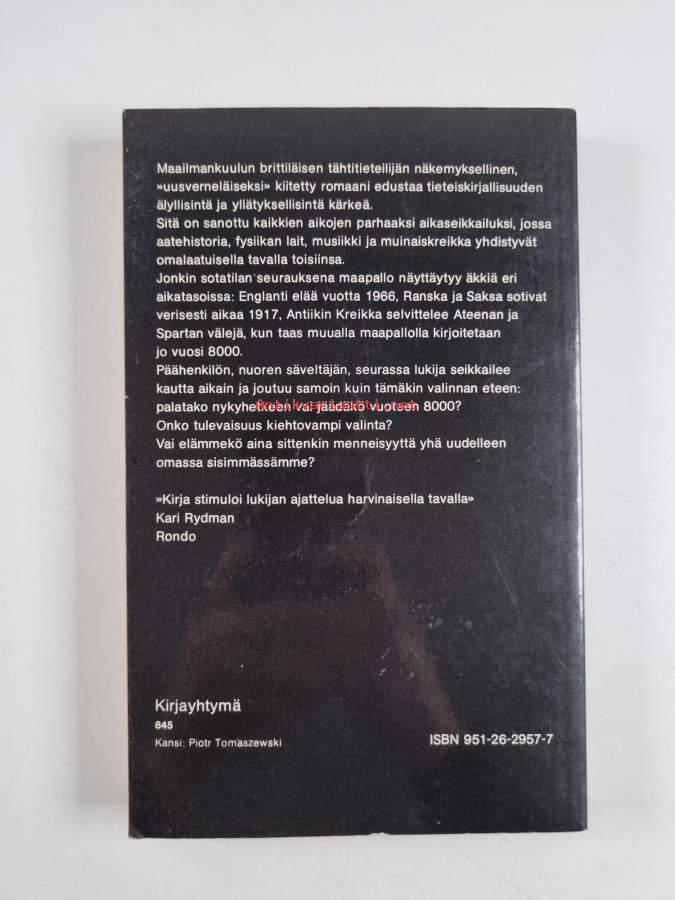 Maailmankuulun brittiläisen tähtitieteilijän näkemyksellinen,
»uusverneläiseksi» kiitetty romaani edustaa tieteiskirjallisuuden
älyllisintä ja yllätyksellisintä kärkeä.
Sitä on sanottu kaikkien aikojen parhaaksi aikaseikkailuksi, jossa
aatehistoria, fysiikan lait, musiikki ja muinaiskreikka yhdistyvät
omalaatuisella tavalla toisiinsa.
Jonkin sotatilan seurauksena maapallo näyttäytyy äkkiä eri
aikatasoissa: Englanti elää vuotta 1966, Ranska ja Saksa sotivat
verisesti aikaa 1917, Antiikin Kreikka selvittelee Ateenan ja
Spartan välejä, kun taas muualla maapallolla kirjoitetaan
jo vuosi 8000.
Päähenkilön, nuoren säveltäjän, seurassa lukija seikkailee
kautta aikain ja joutuu samoin kuin tämäkin valinnan eteen:
palatako nykyhetkeen vai jäädäkö vuoteen 8000?
Antikvariaatti.net
Onko tulevaisuus kiehtovampi valinta?
Vai elämmekö aina sittenkin menneisyyttä yhä uudelleen
omassa sisimmässämme?
»Kirja stimuloi lukijan ajattelua harvinaisella tavalla»
Kari Rydman
Rondo
Kirjayhtymä
845
Kansi: Piotr Tomaszewski
ISBN 951-26-2957-7